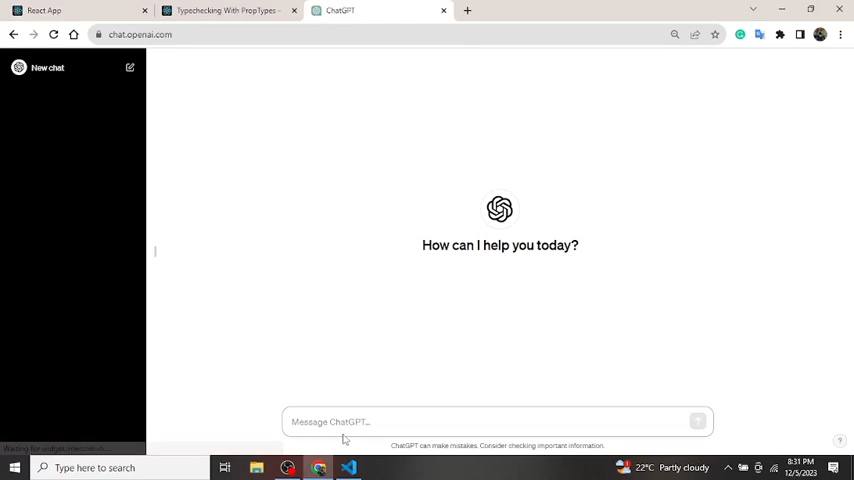 React App
Typechecking With PropTypes –
ChatGPT
chat.openai.com
New chat
How can I help you today?
Message ChatGPT...
ChatGPT can make mistakes. Consider checking important information.
?
Type here to search
22°C Partly cloudy
8:31 PM
12/5/2023